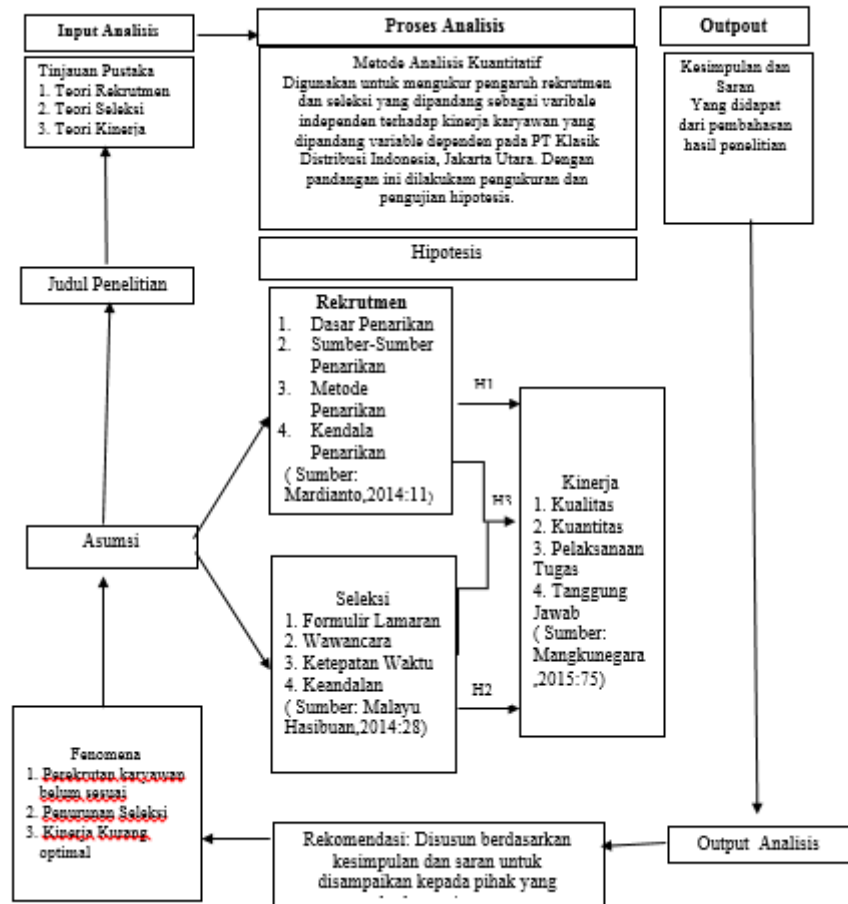 Input Analisis
Tinjauan Pustaka
1. Teori Rekrutmen
2. Teori Seleksi
3. Teori Kinerja
Judul Penelitian
Asumsi
Fenomena
1. Perekrutan karyawan
belum sesuai
2. Penurunan Seleksi
3. Kinerja Kurang
optimal
Proses Analisis
Metode Analisis Kuantitatif
Digunakan untuk mengukur pengaruh rekrutmen
dan seleksi yang dipandang sebagai varibale
independen terhadap kinerja karyawan yang
dipandang variable dependen pada PT Klasik
Distribusi Indonesia, Jakarta Utara. Dengan
pandangan ini dilakukam pengukuran dan
pengujian hipotesis.
Hipotesis
Rekrutmen
1. Dasar Penarikan
2. Sumber-Sumber
Penarikan
3. Metode
Penarikan
4. Kendala
Penarikan
( Sumber:
Mardianto,2014:11)
Seleksi
1. Formulir Lamaran
2. Wawancara
3. Ketepatan Waktu
4. Keandalan
( Sumber: Malayu
Hasibuan,2014:28)
H1
H3
H2
Kinerja
1. Kualitas
2. Kuantitas
3. Pelaksanaan
Tugas
4. Tanggung
Jawab
( Sumber:
Mangkunegara
,2015:75)
Outpout
Kesimpulan dan
Saran
Yang didapat
dari pembahasan
hasil penelitian
Output Analisis
Rekomendasi: Disusun berdasarkan
kesimpulan dan saran untuk
disampaikan kepada pihak yang